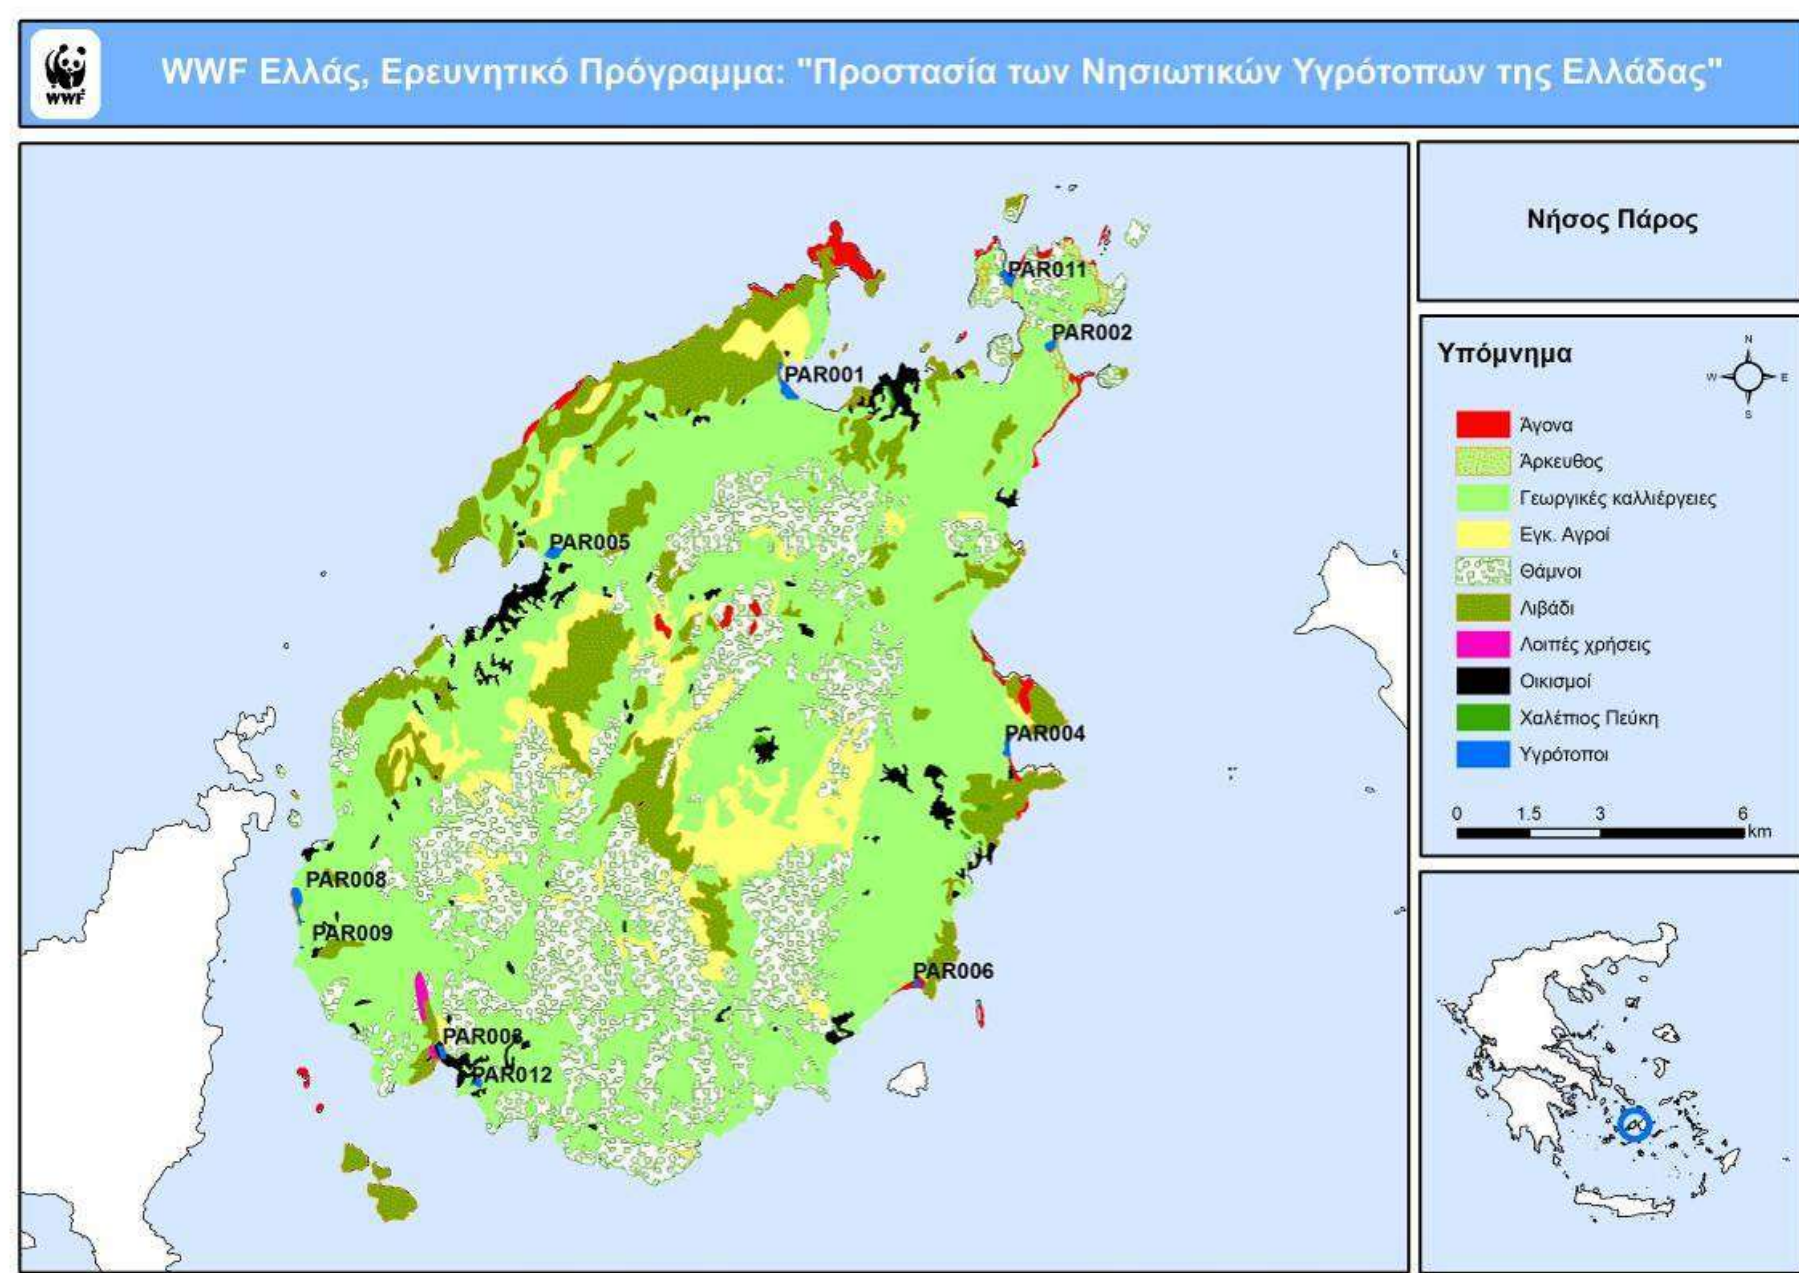 WWF
WWF Ελλάς, Ερευνητικό Πρόγραμμα: "Προστασία των Νησιωτικών Υγρότοπων της Ελλάδας"
Νήσος Πάρος
PAR011
PAR002
PAR001
PAR005
PAR004
PAR008
PAR009
PAR006
PAR003
PAR012
Υπόμνημα
N
W E
S
Άγονα
Άρκευθος
Γεωργικές καλλιέργειες
Εγκ. Αγροί
Θάμνοι
Λιβάδι
Λοιπές χρήσεις
Οικισμοί
Χαλέπιος Πεύκη
Υγρότοποι
0 1.5 3 6
km